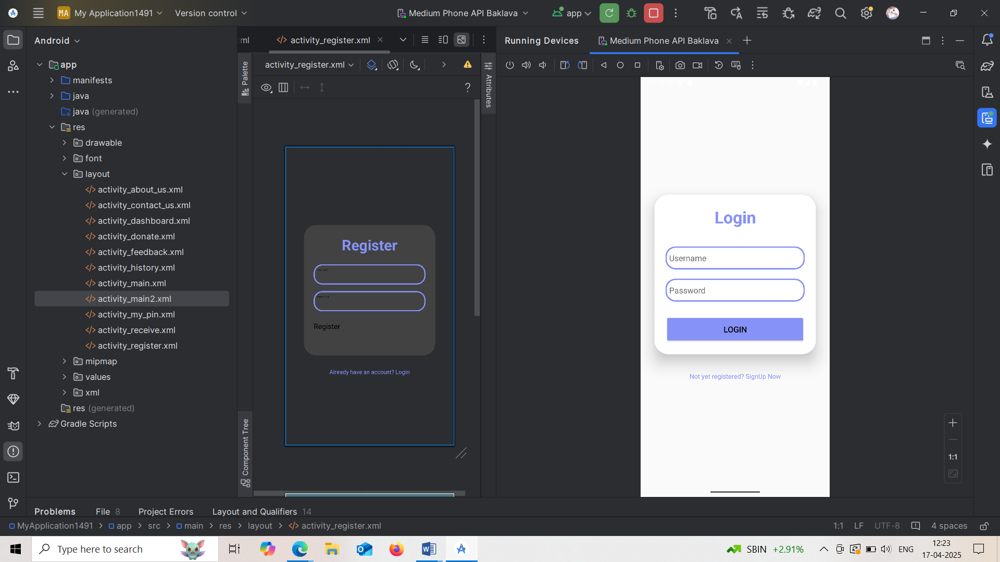 MA My Application1491 Version control
Medium Phone API Baklava
app
Android
app
manifests
java
java (generated)
res
drawable
font
layout
activity_about_us.xml
activity_contact_us.xml
activity_dashboard.xml
activity_donate.xml
activity_feedback.xml
activity_history.xml
activity_main.xml
activity_main2.xml
activity_my_pin.xml
activity_receive.xml
activity_register.xml
mipmap
values
xml
res (generated)
Gradle Scripts
activity_register.xml
activity_register.xml
Palette
Component Tree
Attributes
?
Register
Username
Password
Register
Already have an account? Login
Running Devices Medium Phone API Baklava
Login
Username
Password
LOGIN
Not yet registered? SignUp Now
1:1
Problems File 8 Project Errors Layout and Qualifiers 14
MyApplication1491 > app > src > main > res > layout > activity_register.xml
1:1 LF UTF-8 4 spaces
Type here to search
SBIN +2.91%
ENG
12:23
17-04-2025